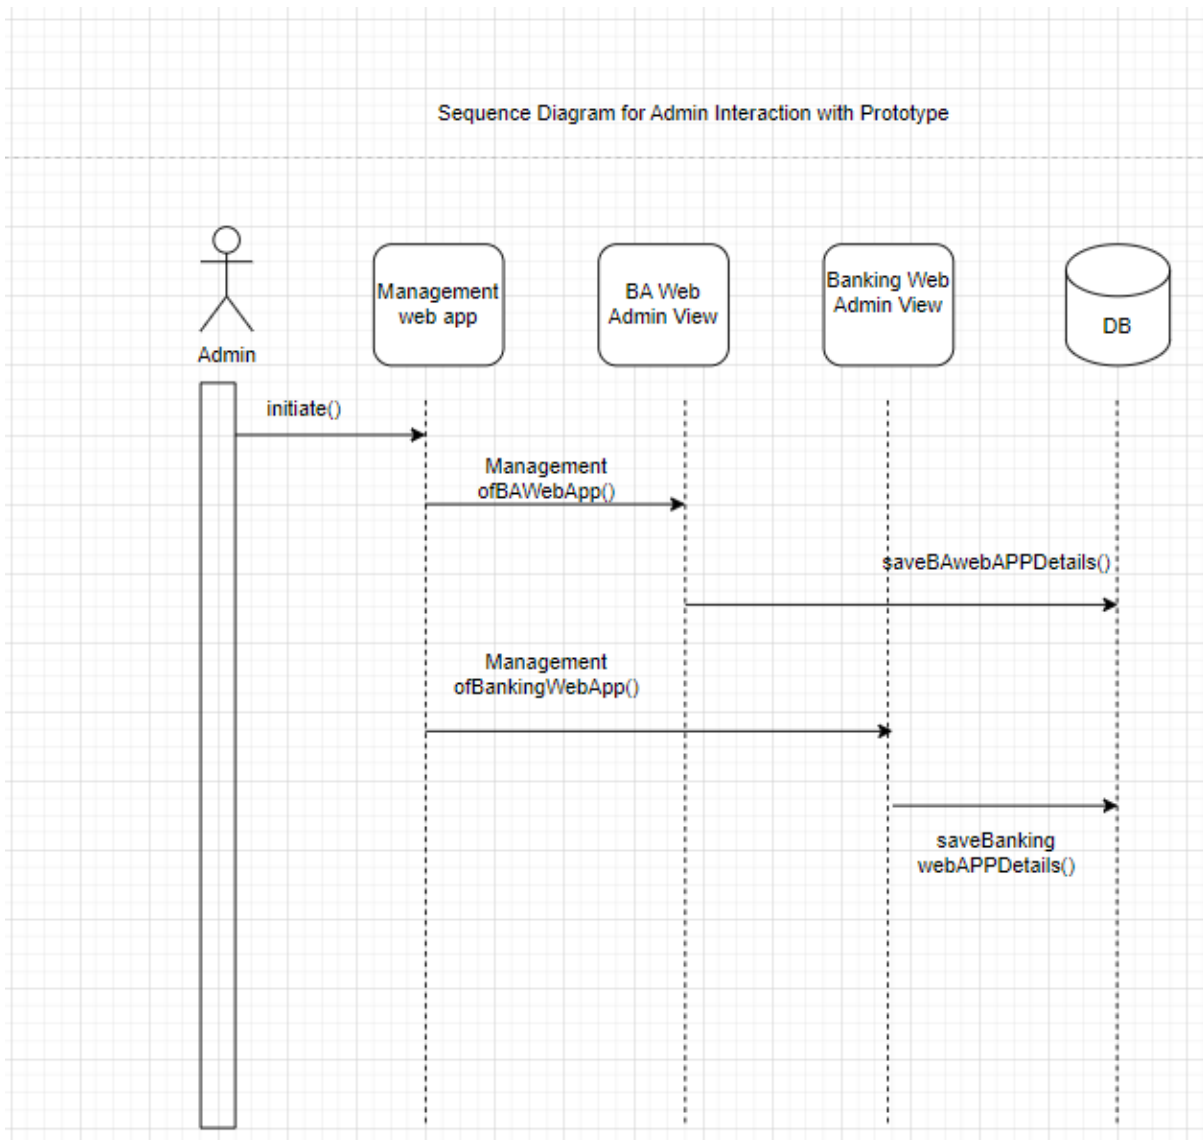 Sequence Diagram for Admin Interaction with Prototype
Admin
Management
web app
BA Web
Admin View
Banking Web
Admin View
DB
initiate()
Management
ofBAWebApp()
saveBAwebAPPDetails()
Management
ofBankingWebApp()
saveBanking
webAPPDetails()